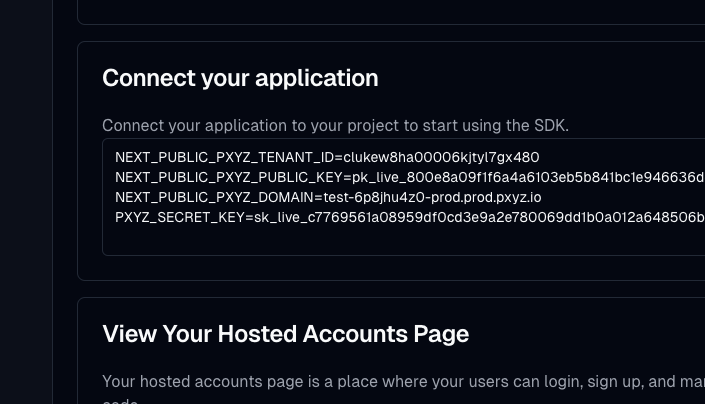 Connect your application
Connect your application to your project to start using the SDK.
NEXT_PUBLIC_PXYZ_TENANT_ID=clukew8ha00006kjtyl7gx480
NEXT_PUBLIC_PXYZ_PUBLIC_KEY=pk_live_800e8a09f1f6a4a6103eb5b841bc1e946636d
NEXT_PUBLIC_PXYZ_DOMAIN=test-6p8jhu4z0-prod.prod.pxyz.io
PXYZ_SECRET_KEY=sk_live_c7769561a08959df0cd3e9a2e780069dd1b0a012a648506b
View Your Hosted Accounts Page
Your hosted accounts page is a place where your users can login, sign up, and mar
code